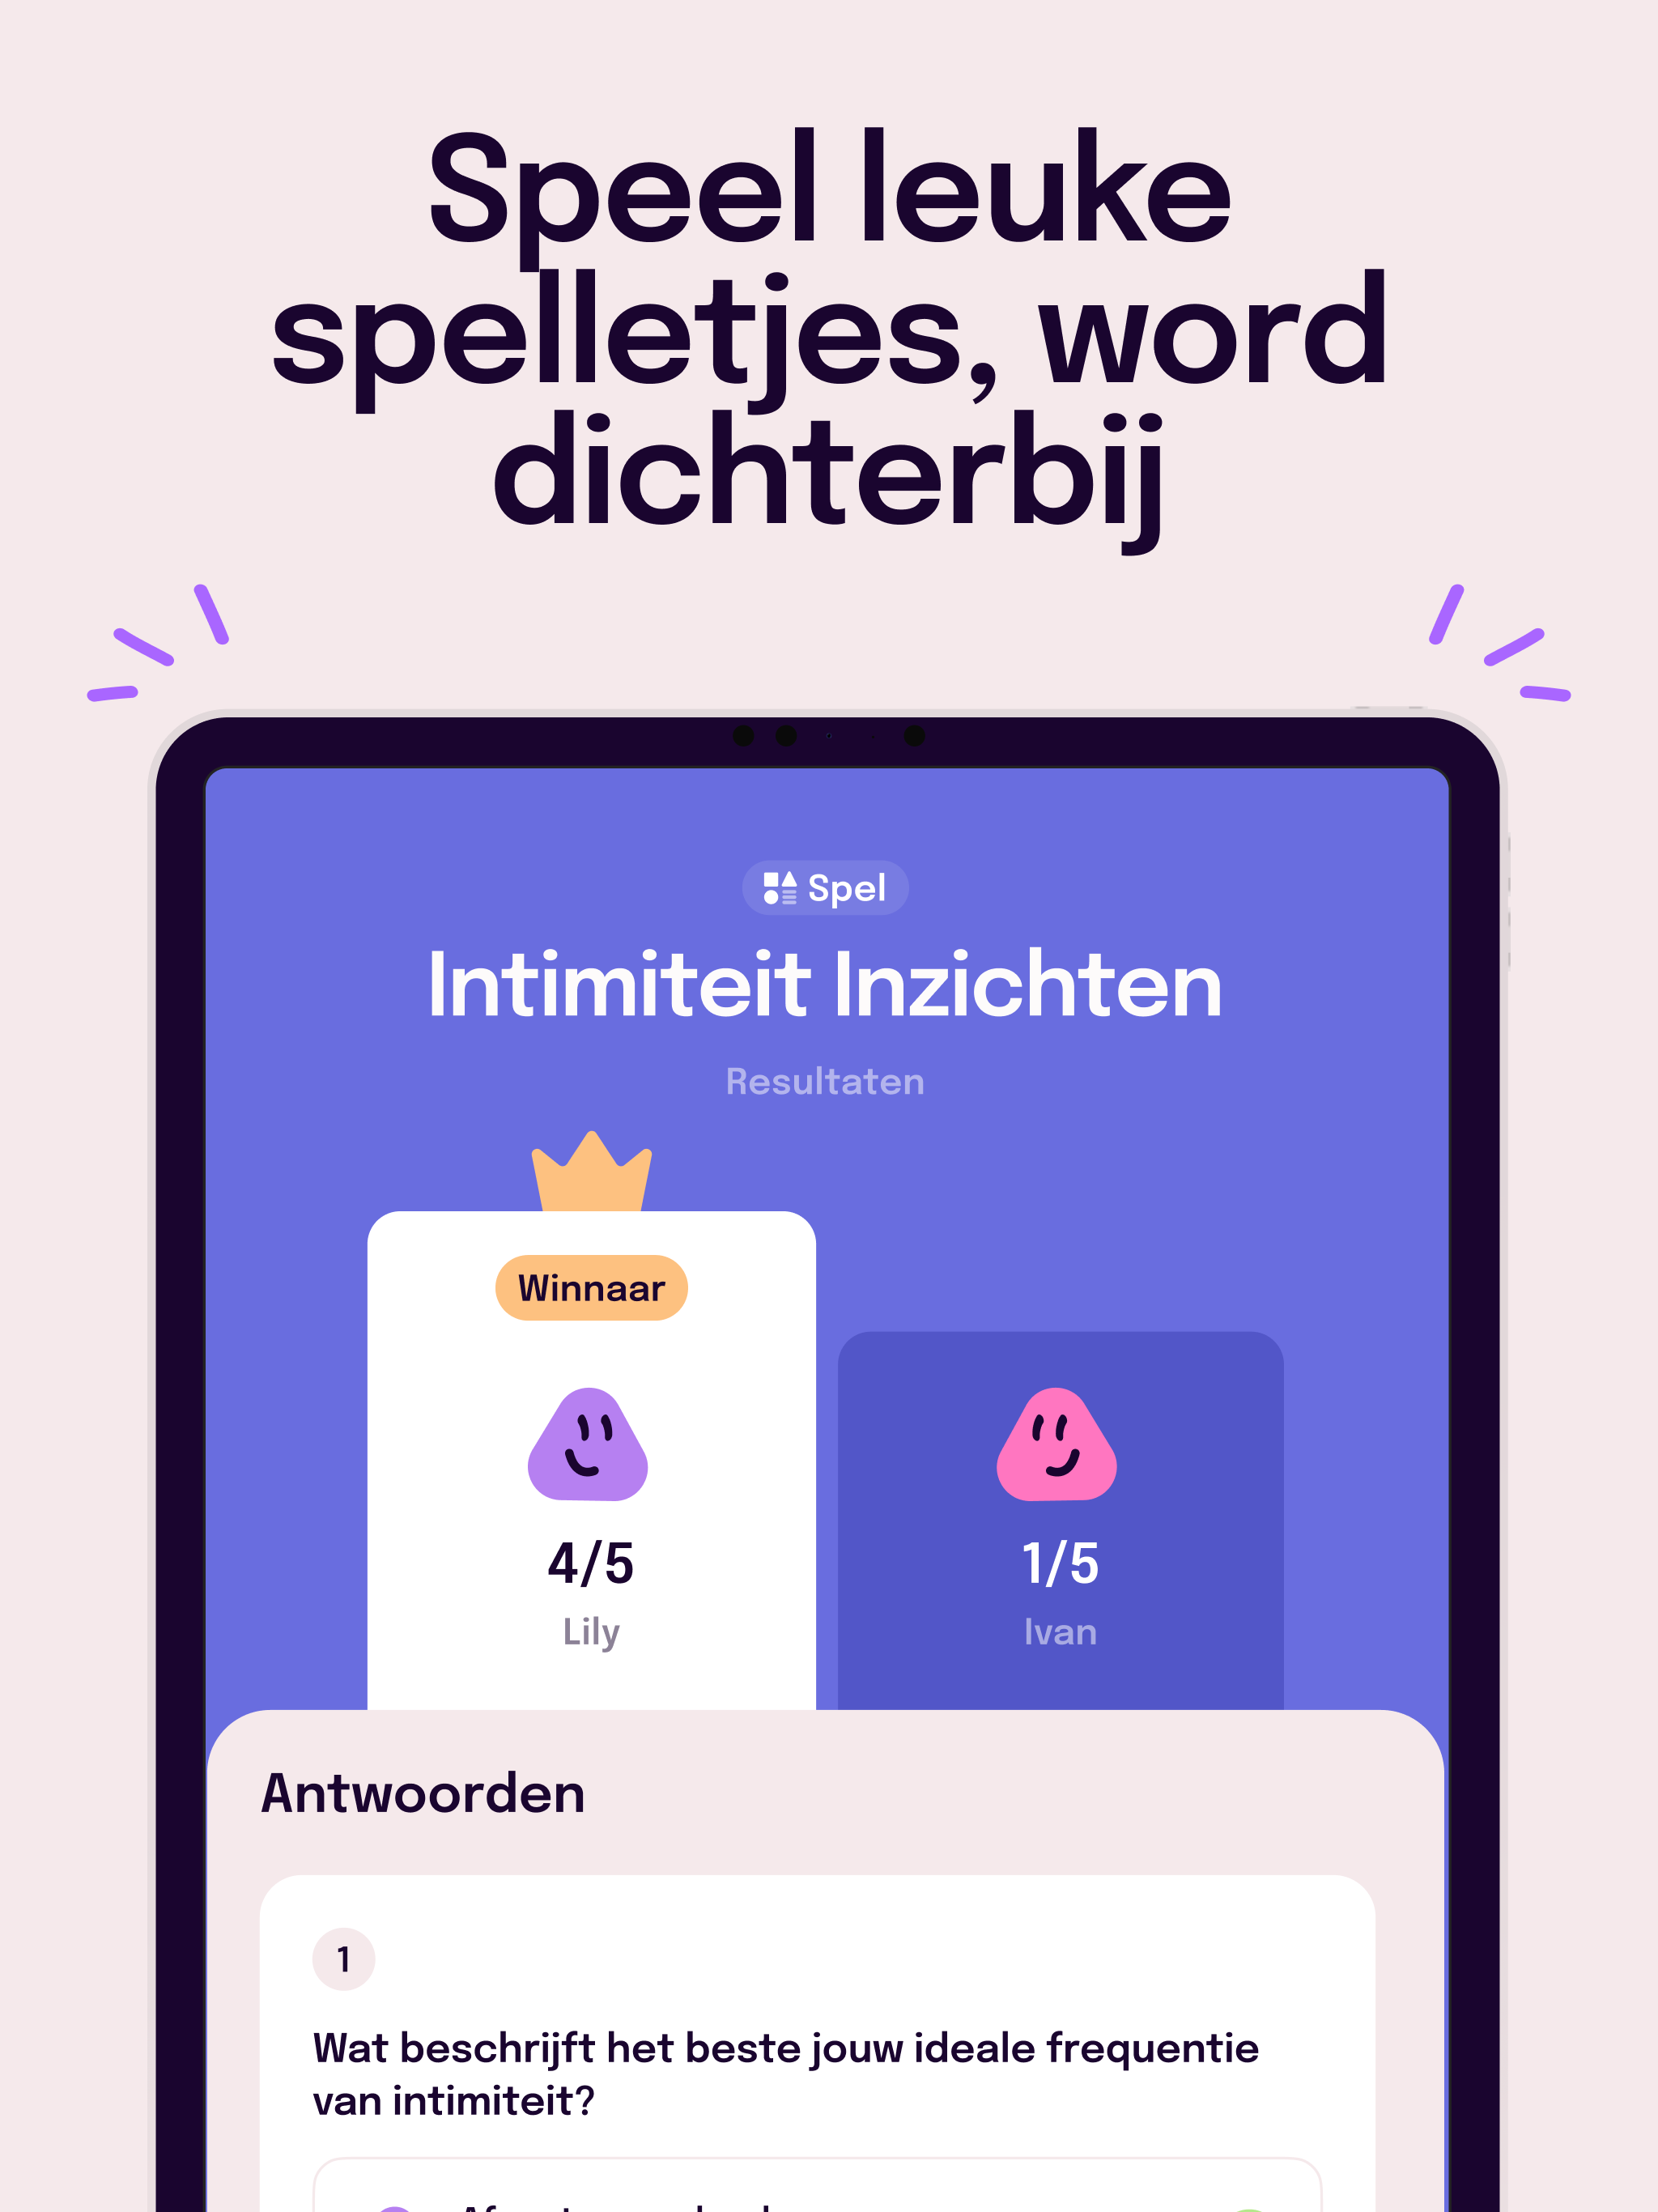 Speel leuke
spelletjes, word
dichterbij
Spel
Intimiteit Inzichten
Resultaten
Winnaar
4/5
Lily
1/5
Ivan
Antwoorden
1
Wat beschrijft het beste jouw ideale frequentie
van intimiteit?